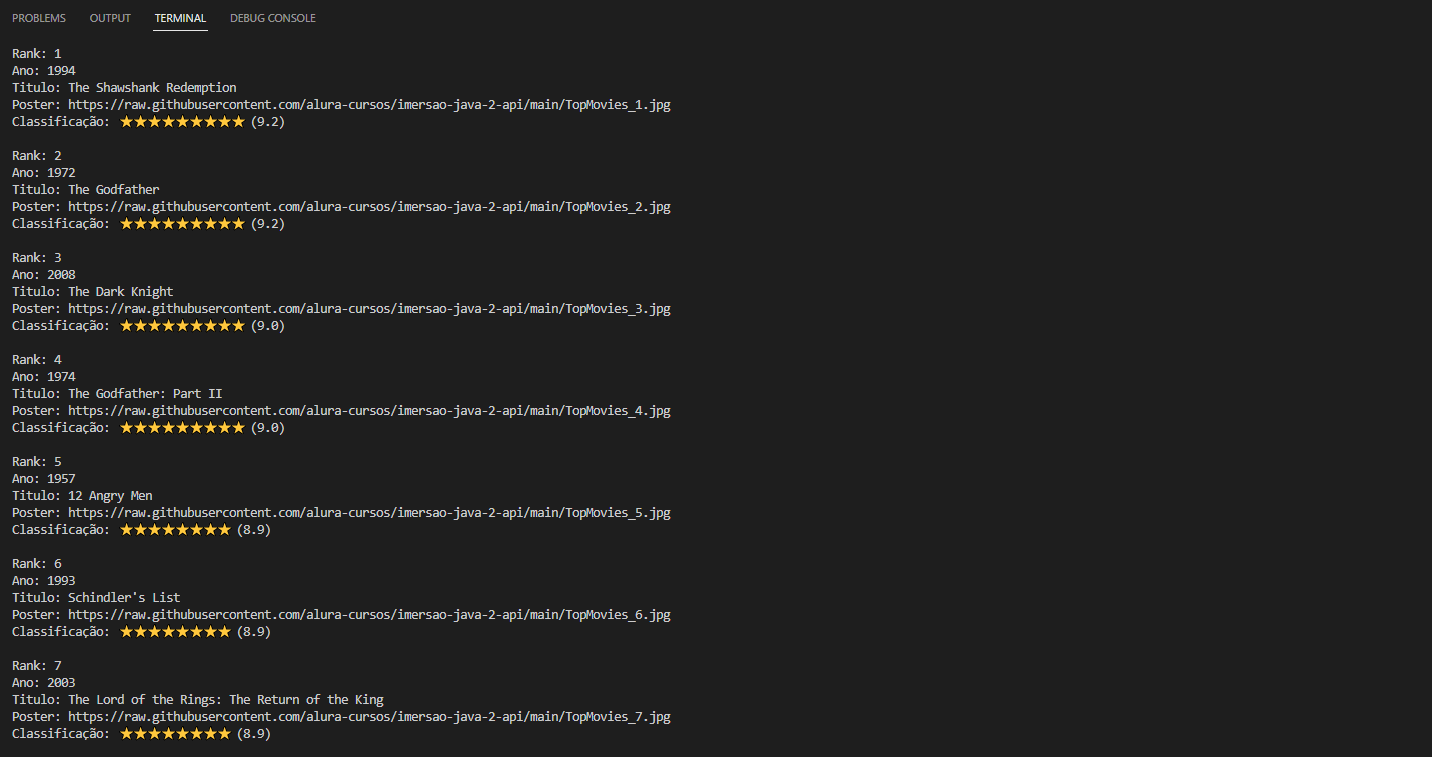 PROBLEMS OUTPUT TERMINAL DEBUG CONSOLE
Rank: 1
Ano: 1994
Titulo: The Shawshank Redemption
Poster: https://raw.githubusercontent.com/alura-cursos/imersao-java-2-api/main/TopMovies_1.jpg
Classificação: ★★★★★★★★★ (9.2)
Rank: 2
Ano: 1972
Titulo: The Godfather
Poster: https://raw.githubusercontent.com/alura-cursos/imersao-java-2-api/main/TopMovies_2.jpg
Classificação: ★★★★★★★★★ (9.2)
Rank: 3
Ano: 2008
Titulo: The Dark Knight
Poster: https://raw.githubusercontent.com/alura-cursos/imersao-java-2-api/main/TopMovies_3.jpg
Classificação: ★★★★★★★★★ (9.0)
Rank: 4
Ano: 1974
Titulo: The Godfather: Part II
Poster: https://raw.githubusercontent.com/alura-cursos/imersao-java-2-api/main/TopMovies_4.jpg
Classificação: ★★★★★★★★★ (9.0)
Rank: 5
Ano: 1957
Titulo: 12 Angry Men
Poster: https://raw.githubusercontent.com/alura-cursos/imersao-java-2-api/main/TopMovies_5.jpg
Classificação: ★★★★★★★★ (8.9)
Rank: 6
Ano: 1993
Titulo: Schindler's List
Poster: https://raw.githubusercontent.com/alura-cursos/imersao-java-2-api/main/TopMovies_6.jpg
Classificação: ★★★★★★★★ (8.9)
Rank: 7
Ano: 2003
Titulo: The Lord of the Rings: The Return of the King
Poster: https://raw.githubusercontent.com/alura-cursos/imersao-java-2-api/main/TopMovies_7.jpg
Classificação: ★★★★★★★★ (8.9)